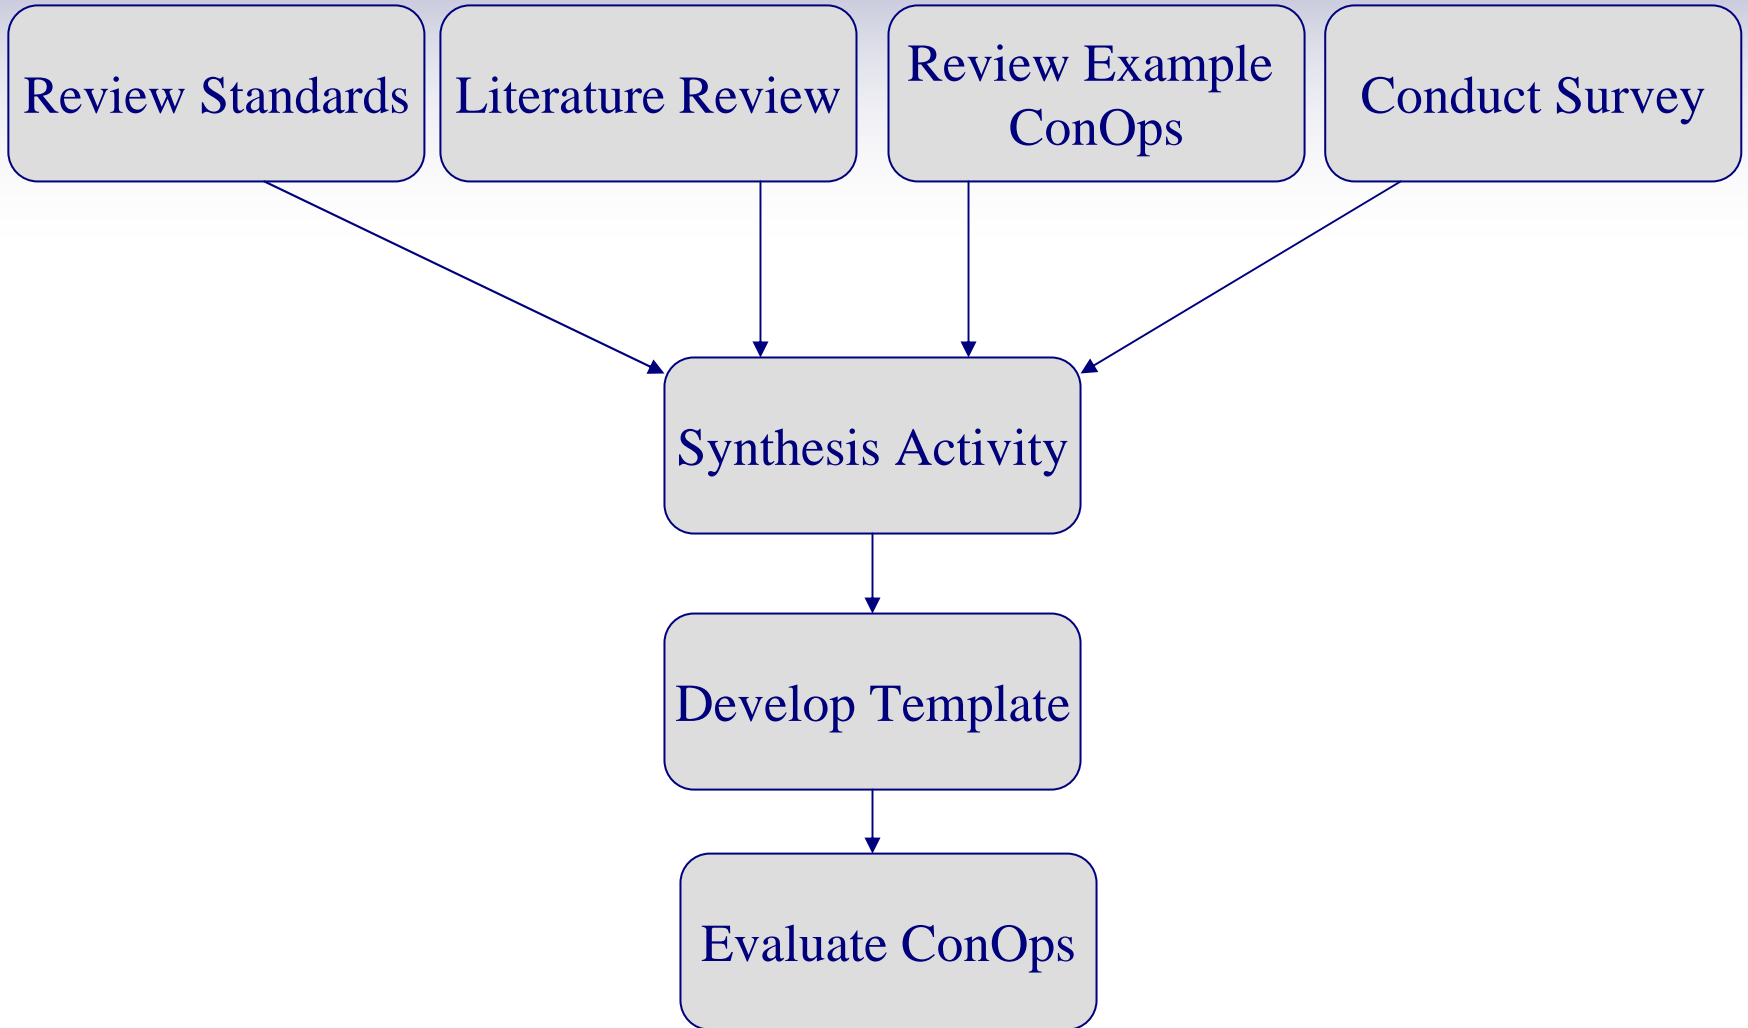 Review Standards
Literature Review
Review Example
ConOps
Conduct Survey
Synthesis Activity
Develop Template
Evaluate ConOps